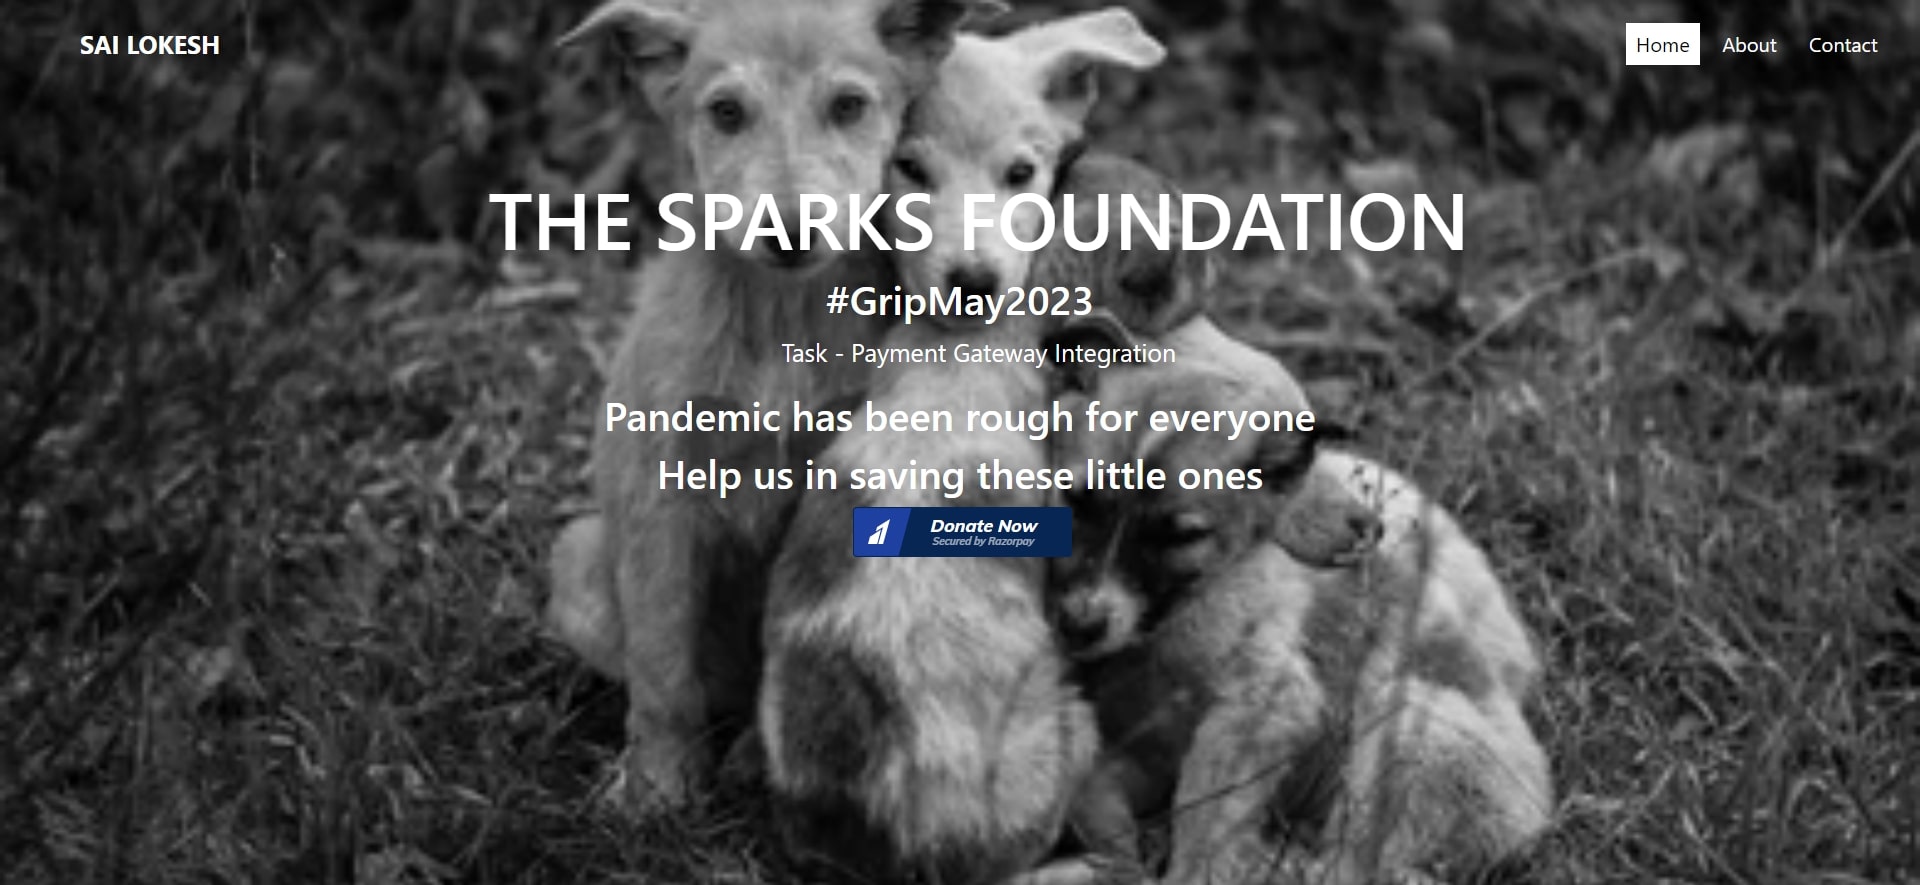 SAI LOKESH
Home About Contact
THE SPARKS FOUNDATION
#GripMay2023
Task - Payment Gateway Integration
Pandemic has been rough for everyone
Help us in saving these little ones
Donate Now
Secured by Razorpay